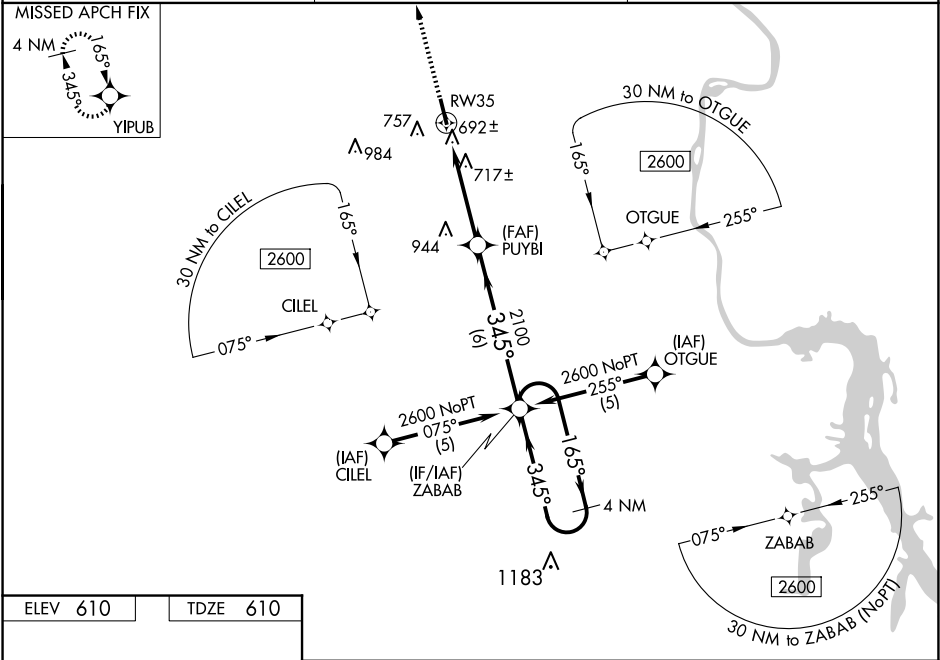 MISSED APCH FIX
4 NM
165°
345°
YIPUB
RW35
757
692±
984
717±
30 NM to OTGUE
165°
2600
OTGUE
255°
30 NM to CILEL
165°
2600
CILEL
075°
944
(FAF)
PUYBI
2100
345°
(6)
(IAF)
OTGUE
2600 NoPT
255°
(5)
2600 NoPT
075°
(5)
(IAF)
CILEL
(IF/IAF)
ZABAB
345°
165°
4 NM
1183
075°
255°
ZABAB
2600
30 NM to ZABAB (NoPT)
ELEV 610
TDZE 610